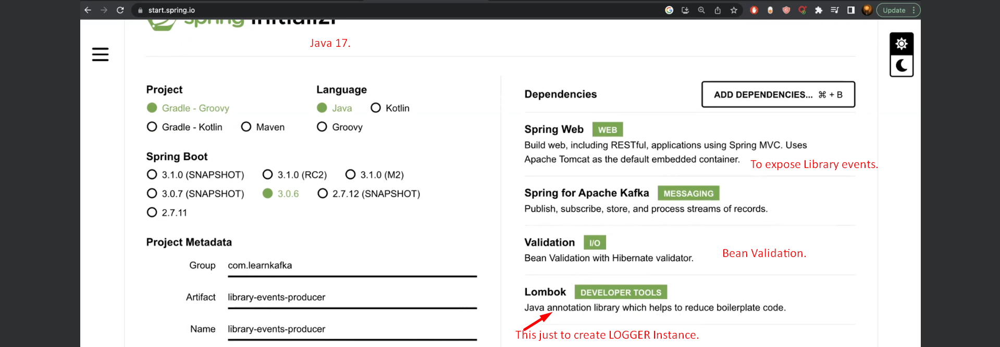 start.spring.io
Update
spring initializr
Java 17.
Project
Language
Gradle - Groovy
Java
Kotlin
Gradle - Kotlin
Maven
Groovy
Spring Boot
3.1.0 (SNAPSHOT)
3.1.0 (RC2)
3.1.0 (M2)
3.0.7 (SNAPSHOT)
3.0.6
2.7.12 (SNAPSHOT)
2.7.11
Project Metadata
Group com.learnkafka
Artifact library-events-producer
Name library-events-producer
Dependencies
ADD DEPENDENCIES... ⌘ + B
Spring Web WEB
Build web, including RESTful, applications using Spring MVC. Uses
Apache Tomcat as the default embedded container.
To expose Library events.
Spring for Apache Kafka MESSAGING
Publish, subscribe, store, and process streams of records.
Validation I/O
Bean Validation with Hibernate validator.
Bean Validation.
Lombok DEVELOPER TOOLS
Java annotation library which helps to reduce boilerplate code.
This just to create LOGGER Instance.